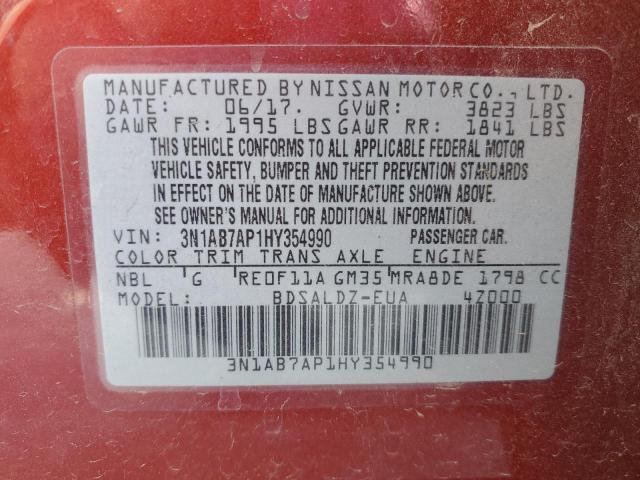 MANUFACTURED BY NISSAN MOTOR CO., LTD.
DATE: 06/17. GVWR: 3823 LBS
GAWR FR: 1995 LBS GAWR RR: 1841 LBS
THIS VEHICLE CONFORMS TO ALL APPLICABLE FEDERAL MOTOR
VEHICLE SAFETY, BUMPER AND THEFT PREVENTION STANDARDS
IN EFFECT ON THE DATE OF MANUFACTURE SHOWN ABOVE.
SEE OWNER'S MANUAL FOR ADDITIONAL INFORMATION.
VIN: 3N1AB7AP1HY354990 PASSENGER CAR.
COLOR TRIM TRANS AXLE ENGINE
NBL G RE0F11A GM35 MRA8DE 1798 CC
MODEL: BDSALDZ-EUA 4Z000
3N1AB7AP1HY354990